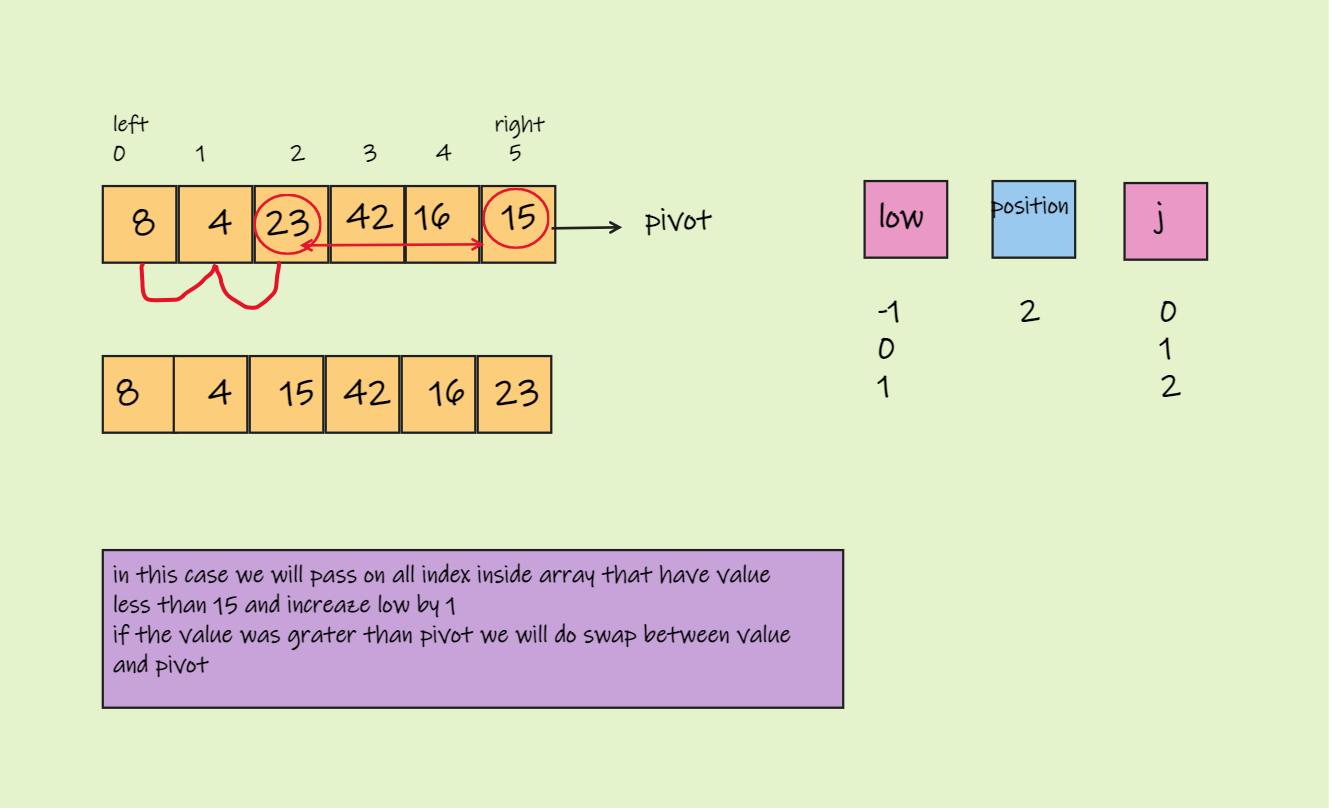 left right
0 1 2 3 4 5
8 4 23 42 16 15
pivot
low position j
-1 2 0
0 1
1 2
8 4 15 42 16 23
in this case we will pass on all index inside array that have value
less than 15 and increaze low by 1
if the value was grater than pivot we will do swap between value
and pivot